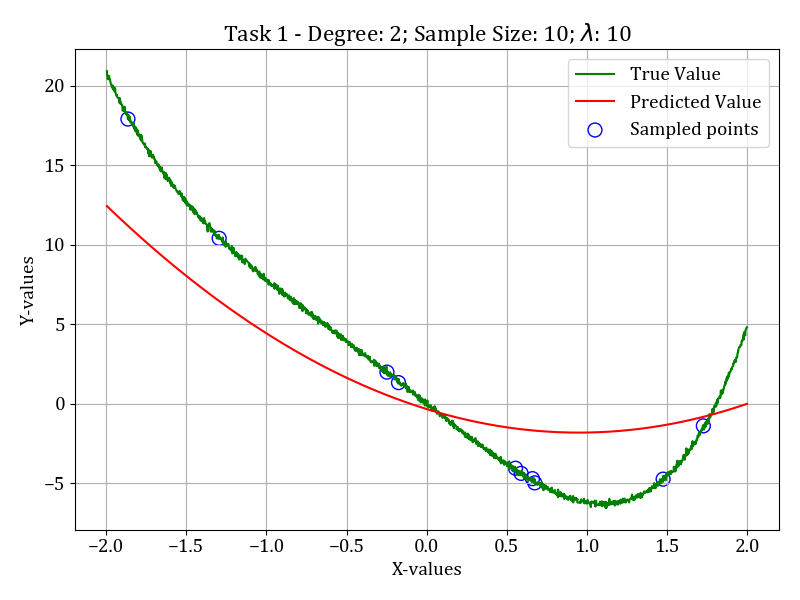 Task 1 - Degree: 2; Sample Size: 10; λ: 10
True Value
Predicted Value
Sampled points
Y-values
20
15
10
5
0
−5
−2.0 −1.5 −1.0 −0.5 0.0 0.5 1.0 1.5 2.0
X-values